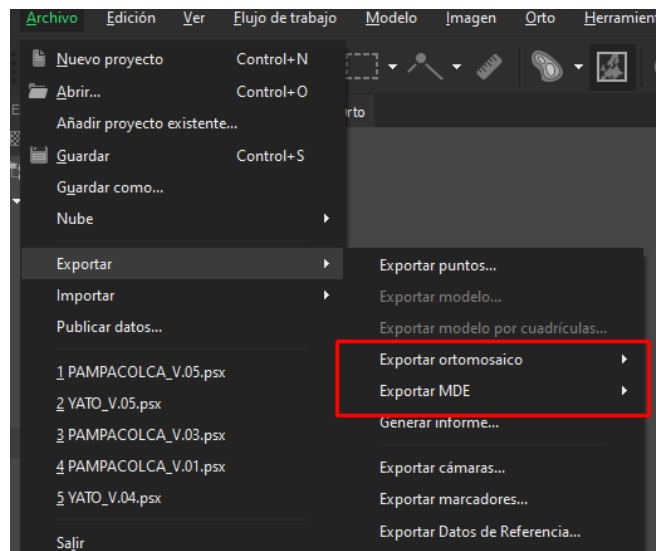 Archivo Edición Ver Flujo de trabajo Modelo Imagen Orto Herramien
Nuevo proyecto Control+N
Abrir... Control+O
rto
Añadir proyecto existente...
Guardar Control+S
Guardar como...
Nube
Exportar
Importar
Publicar datos...
1 PAMPACOLCA_V.05.psx
2 YATO_V.05.psx
3 PAMPACOLCA_V.03.psx
4 PAMPACOLCA_V.01.psx
5 YATO_V.04.psx
Salir
Exportar puntos...
Exportar modelo...
Exportar modelo por cuadrículas...
Exportar ortomosaico
Exportar MDE
Generar informe...
Exportar cámaras...
Exportar marcadores...
Exportar Datos de Referencia...